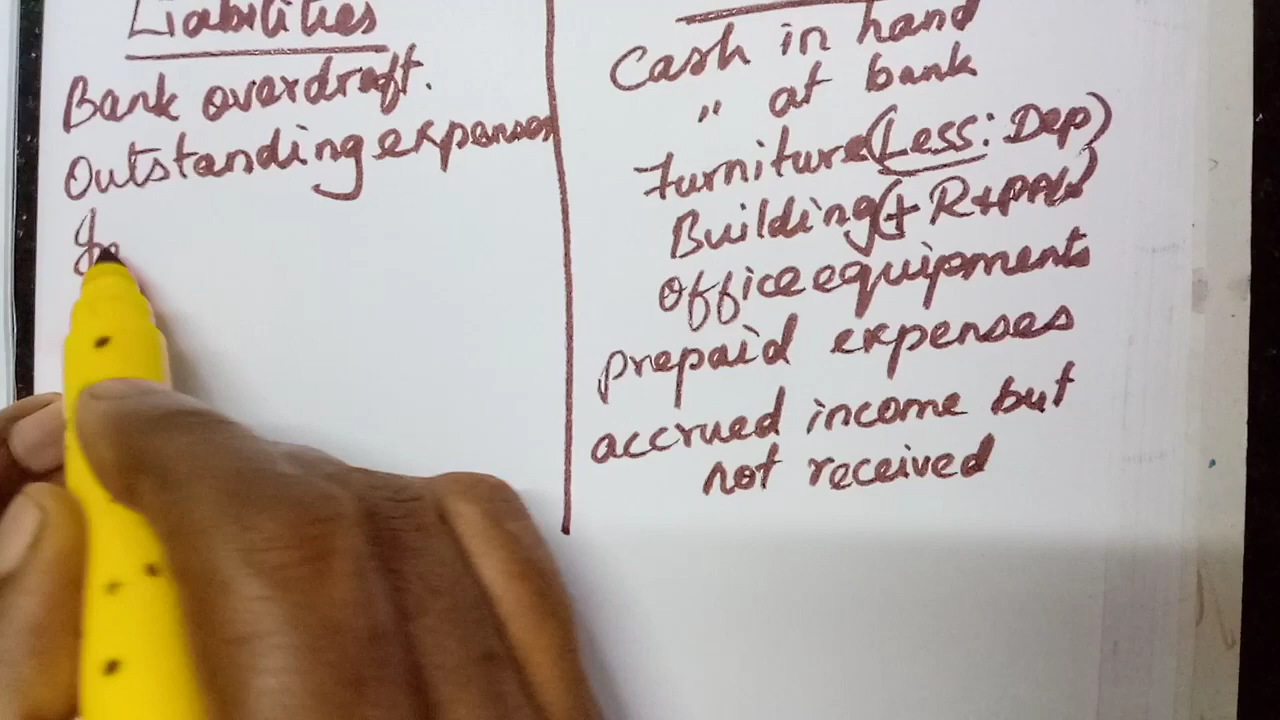 Liabilities
Bank overdraft.
Outstanding expenses
In
Cash in hand
" at bank
Furniture (Less: Dep)
Building (+
Office equipments
prepaid expenses
accrued income but
not received